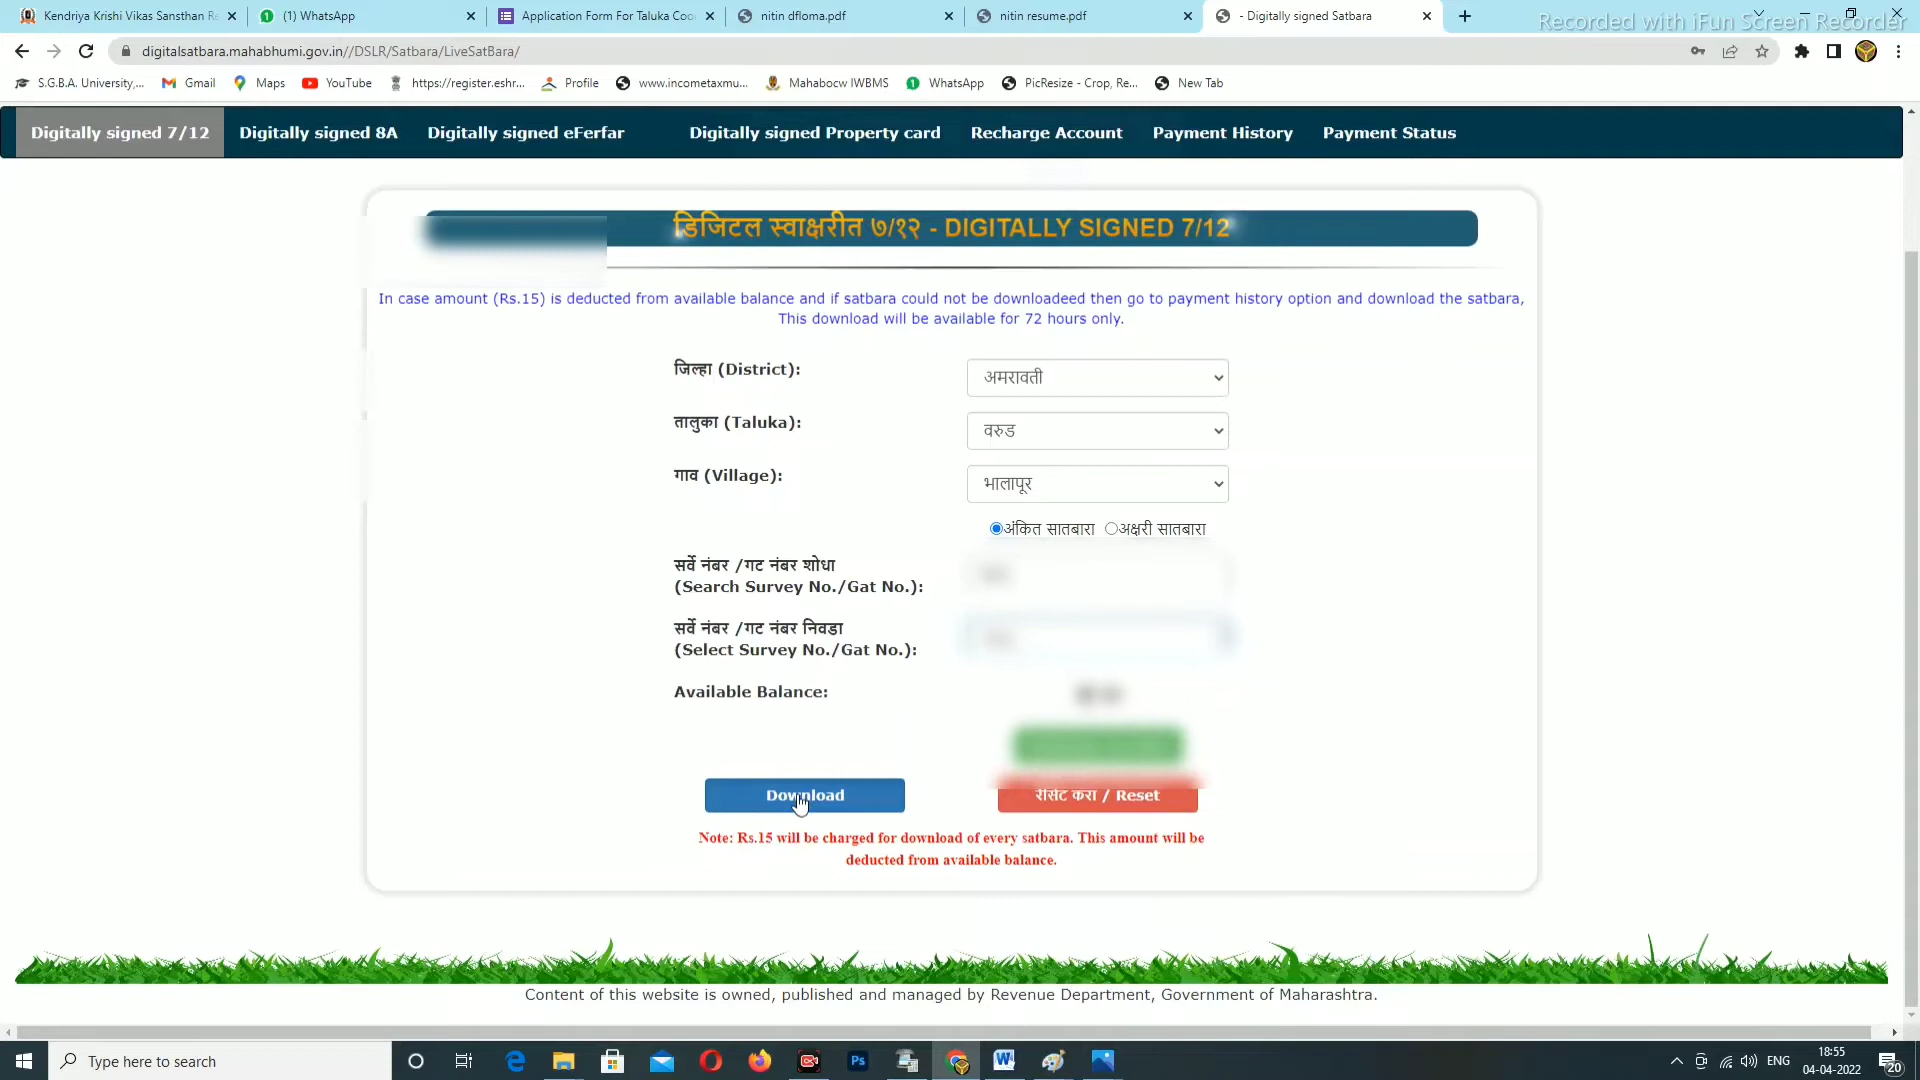 Kendriya Krishi Vikas Sansthan Re
(1) WhatsApp
Application Form For Taluka Coo
nitin dfloma.pdf
nitin resume.pdf
- Digitally signed Satbara
Recorded with iFun Screen Recorder
digitalsatbara.mahabhumi.gov.in//DSLR/Satbara/LiveSatBara/
S.G.B.A. University,...
Gmail
Maps
YouTube
https://register.eshr...
Profile
www.incometaxmu...
Mahabocw IWBMS
WhatsApp
PicResize - Crop, Re...
New Tab
Digitally signed 7/12
Digitally signed 8A
Digitally signed eFerfar
Digitally signed Property card
Recharge Account
Payment History
Payment Status
डिजिटल स्वाक्षरीत ७/१२ - DIGITALLY SIGNED 7/12
In case amount (Rs.15) is deducted from available balance and if satbara could not be downloadeed then go to payment history option and download the satbara,
This download will be available for 72 hours only.
जिल्हा (District):
अमरावती
तालुका (Taluka):
वरुड
गाव (Village):
भालापूर
अंकित सातबारा अक्षरी सातबारा
सर्वे नंबर /गट नंबर शोधा
(Search Survey No./Gat No.):
सर्वे नंबर /गट नंबर निवडा
(Select Survey No./Gat No.):
Available Balance:
Download
रीसेट करा / Reset
Note: Rs.15 will be charged for download of every satbara. This amount will be
deducted from available balance.
Content of this website is owned, published and managed by Revenue Department, Government of Maharashtra.
Type here to search
ENG
18:55
04-04-2022
20